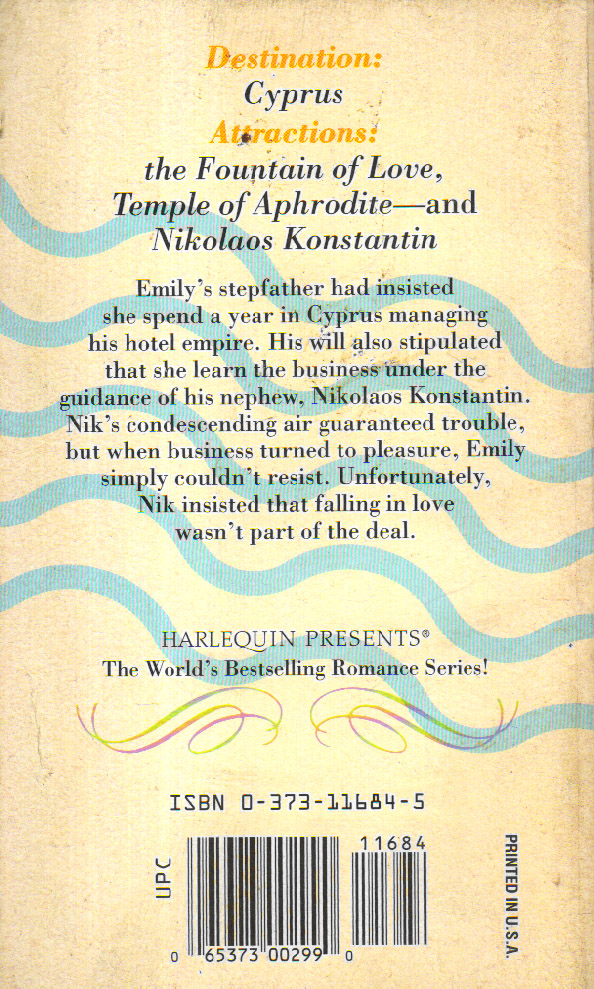 Destination:
Cyprus
Attractions:
the Fountain of Love,
Temple of Aphrodite—and
Nikolaos Konstantin
Emily's stepfather had insisted
she spend a year in Cyprus managing
his hotel empire. His will also stipulated
that she learn the business under the
guidance of his nephew, Nikolaos Konstantin.
Nik's condescending air guaranteed trouble,
but when business turned to pleasure, Emily
simply couldn't resist. Unfortunately,
Nik insisted that falling in love
wasn't part of the deal.
HARLEQUIN PRESENTS®
The World's Bestselling Romance Series!
ISBN 0-373-11684-5
11684
UPC
0 65373 00299 0
PRINTED IN U.S.A.